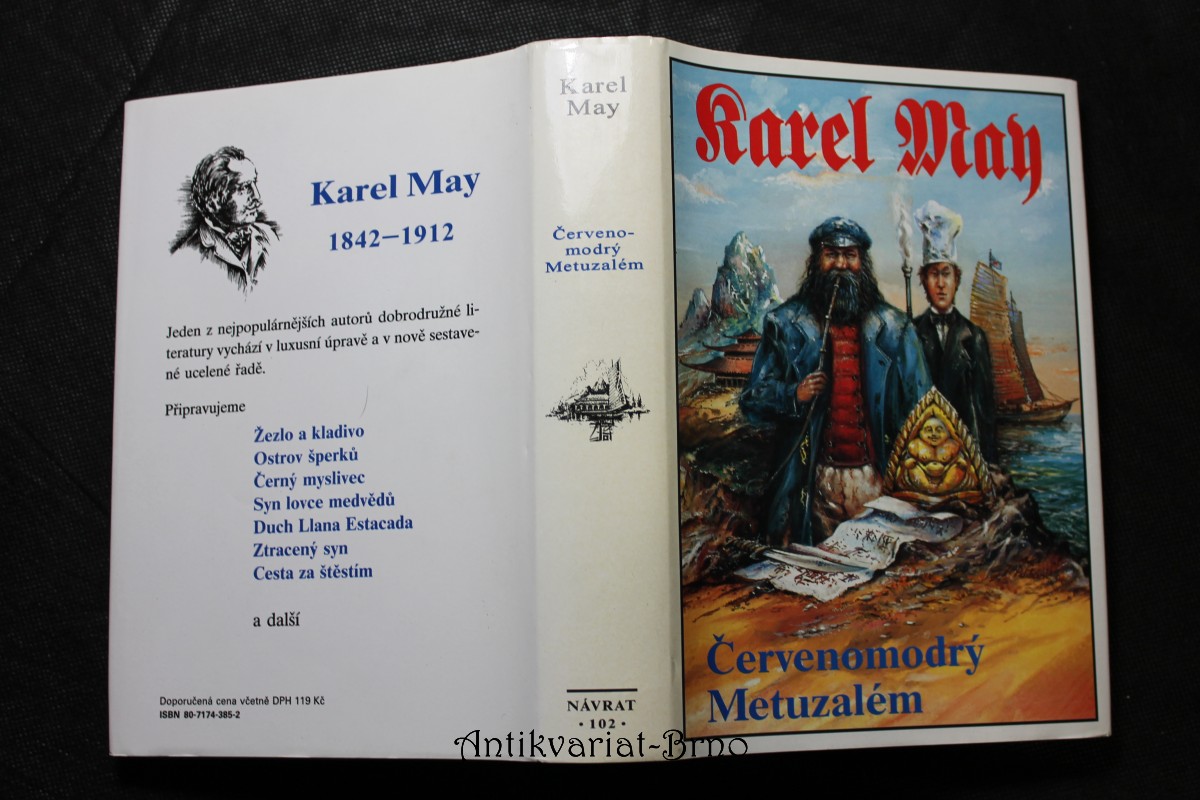 Karel May
1842–1912
Jeden z nejpopulárnějších autorů dobrodružné li-
teratury vychází v luxusní úpravě a v nově sestave-
né ucelené řadě.
Připravujeme
Žezlo a kladivo
Ostrov šperků
Černý myslivec
Syn lovce medvědů
Duch Llana Estacada
Ztracený syn
Cesta za štěstím
a další
Doporučená cena včetně DPH 119 Kč
ISBN 80-7174-385-2
Karel
May
Červeno-
modrý
Metuzalém
NÁVRAT
· 102 ·
Karel May
Červenomodrý
Metuzalém
Antikvariat-Brno